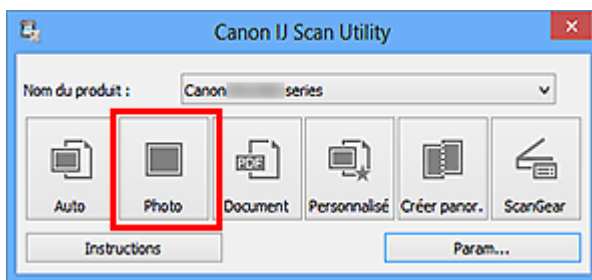 Canon IJ Scan Utility
Nom du produit :
Canon series
Auto
Photo
PDF
Document
Personnalisé
Créer panor.
ScanGear
Instructions
Param...